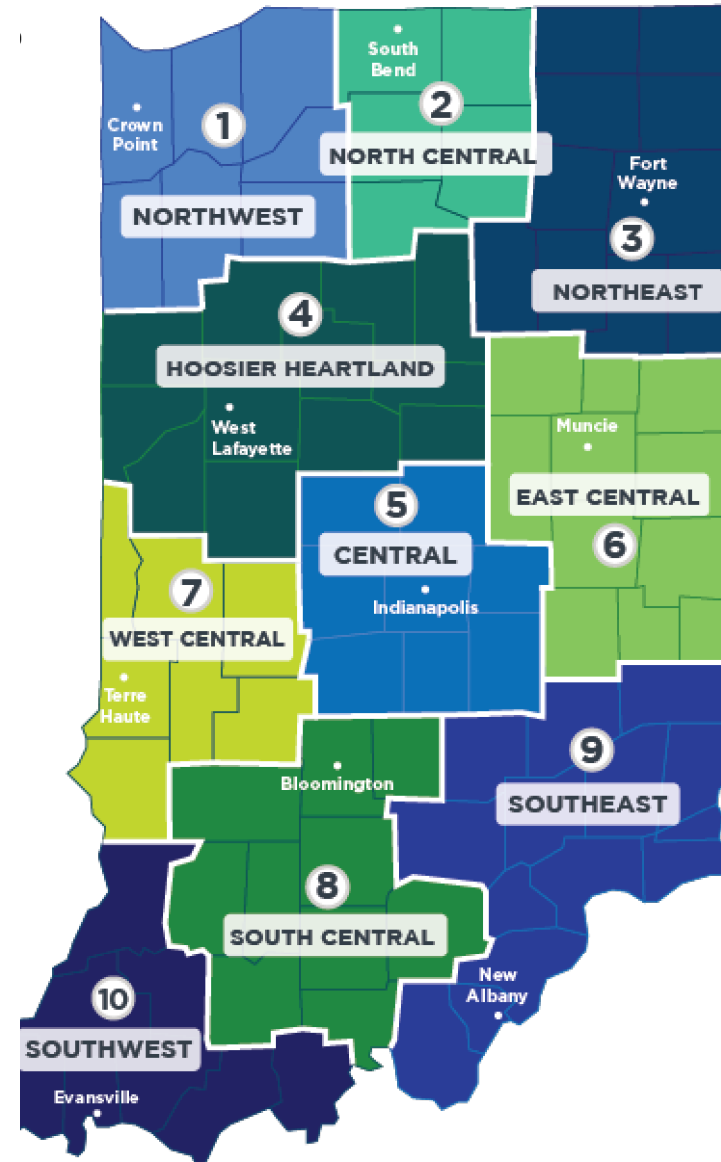 South
Bend
2
1
Crown
Point
NORTH CENTRAL
Fort
Wayne
NORTHWEST
3
NORTHEAST
4
HOOSIER HEARTLAND
West
Lafayette
Muncie
5
EAST CENTRAL
CENTRAL
6
7
Indianapolis
WEST CENTRAL
Terre
Haute
9
Bloomington
SOUTHEAST
8
SOUTH CENTRAL
New
Albany
10
SOUTHWEST
Evansville